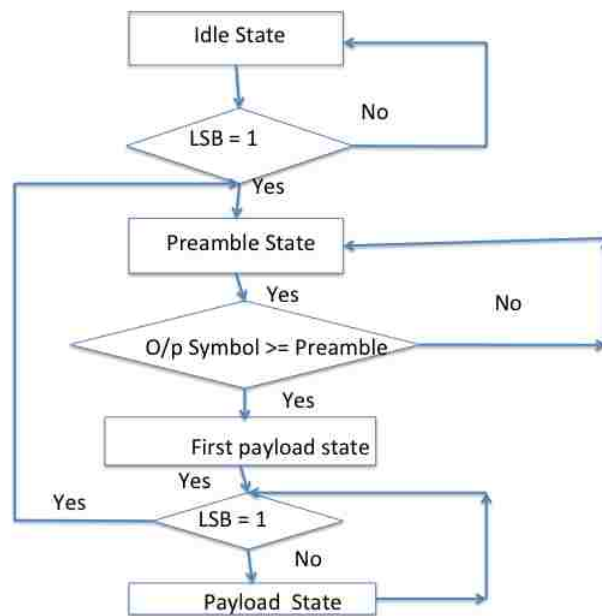 Idle State
No
LSB = 1
Yes
Preamble State
Yes
No
O/p Symbol >= Preamble
Yes
First payload state
Yes
Yes
LSB = 1
No
Payload State